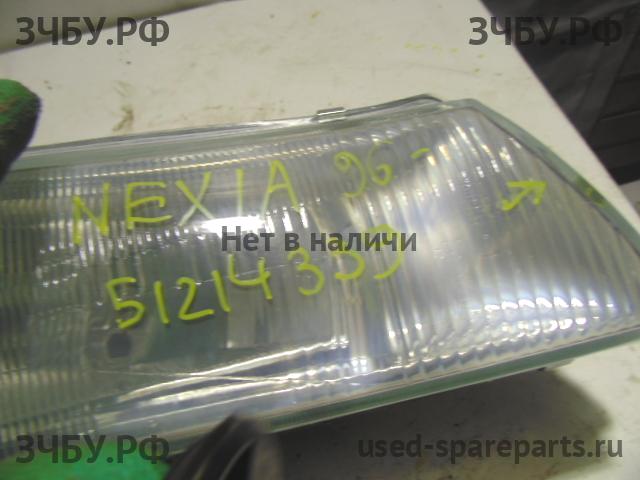 ЗЧБУ.РФ ЗЧБУ.РФ
NEXIA 96-
Нет в наличи
51214339
ЗЧБУ.РФ used-spareparts.ru